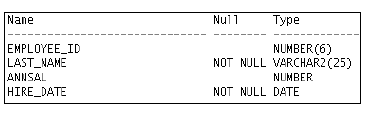 Name Null Type
EMPLOYEE_ID NUMBER(6)
LAST_NAME NOT NULL VARCHAR2(25)
ANNSAL NUMBER
HIRE_DATE NOT NULL DATE